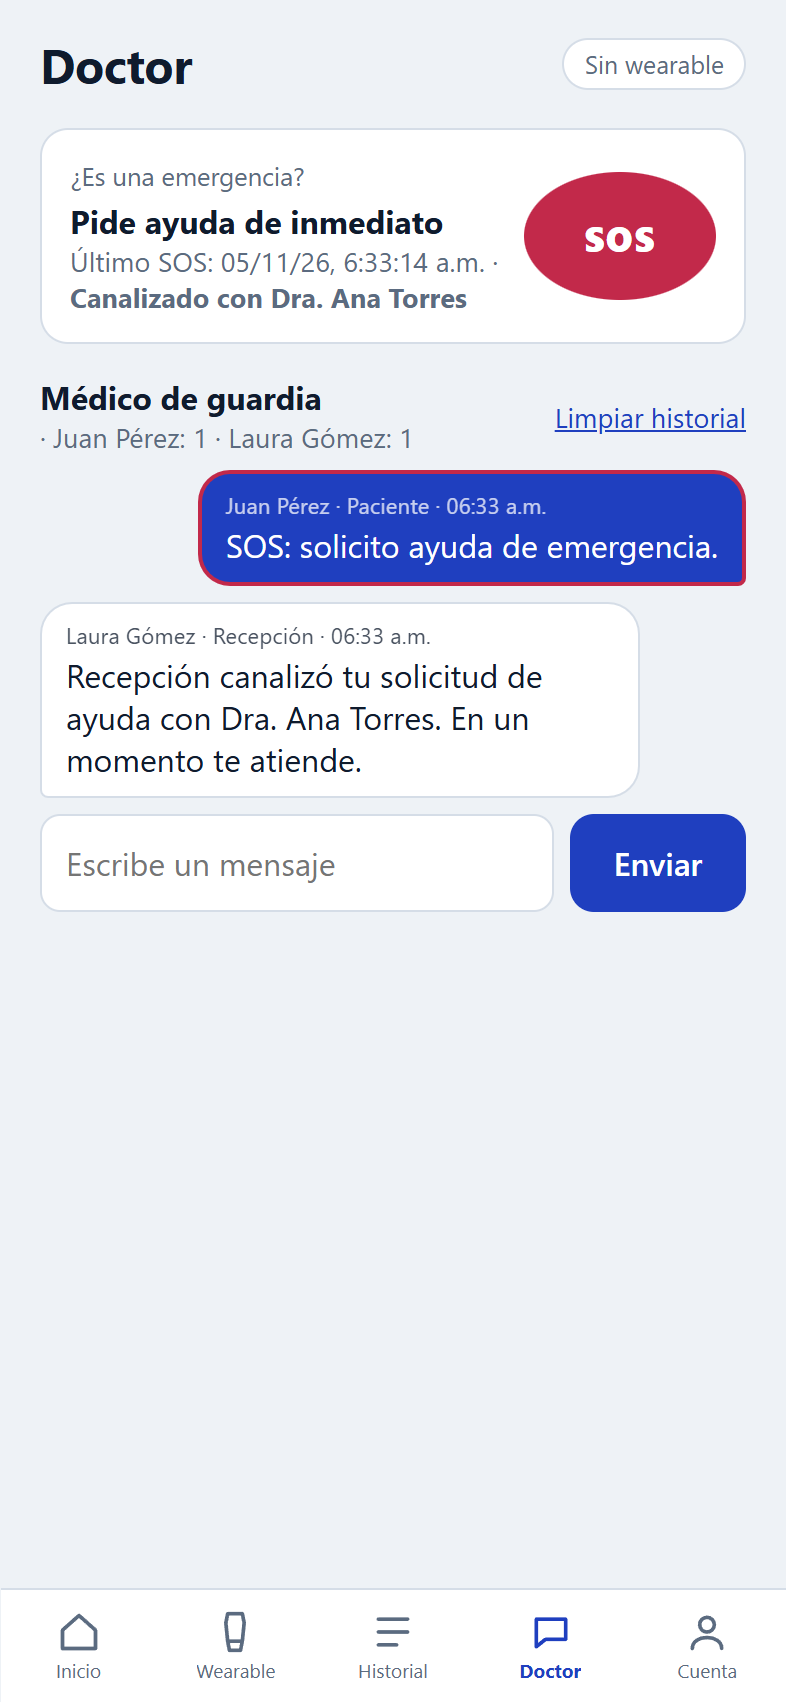 Doctor
Sin wearable
¿Es una emergencia?
Pide ayuda de inmediato
Último SOS: 05/11/26, 6:33:14 a.m. ·
Canalizado con Dra. Ana Torres
SOS
Médico de guardia
· Juan Pérez: 1 · Laura Gómez: 1
Limpiar historial
Juan Pérez · Paciente · 06:33 a.m.
SOS: solicito ayuda de emergencia.
Laura Gómez · Recepción · 06:33 a.m.
Recepción canalizó tu solicitud de
ayuda con Dra. Ana Torres. En un
momento te atiende.
Escribe un mensaje
Enviar
Inicio
Wearable
Historial
Doctor
Cuenta